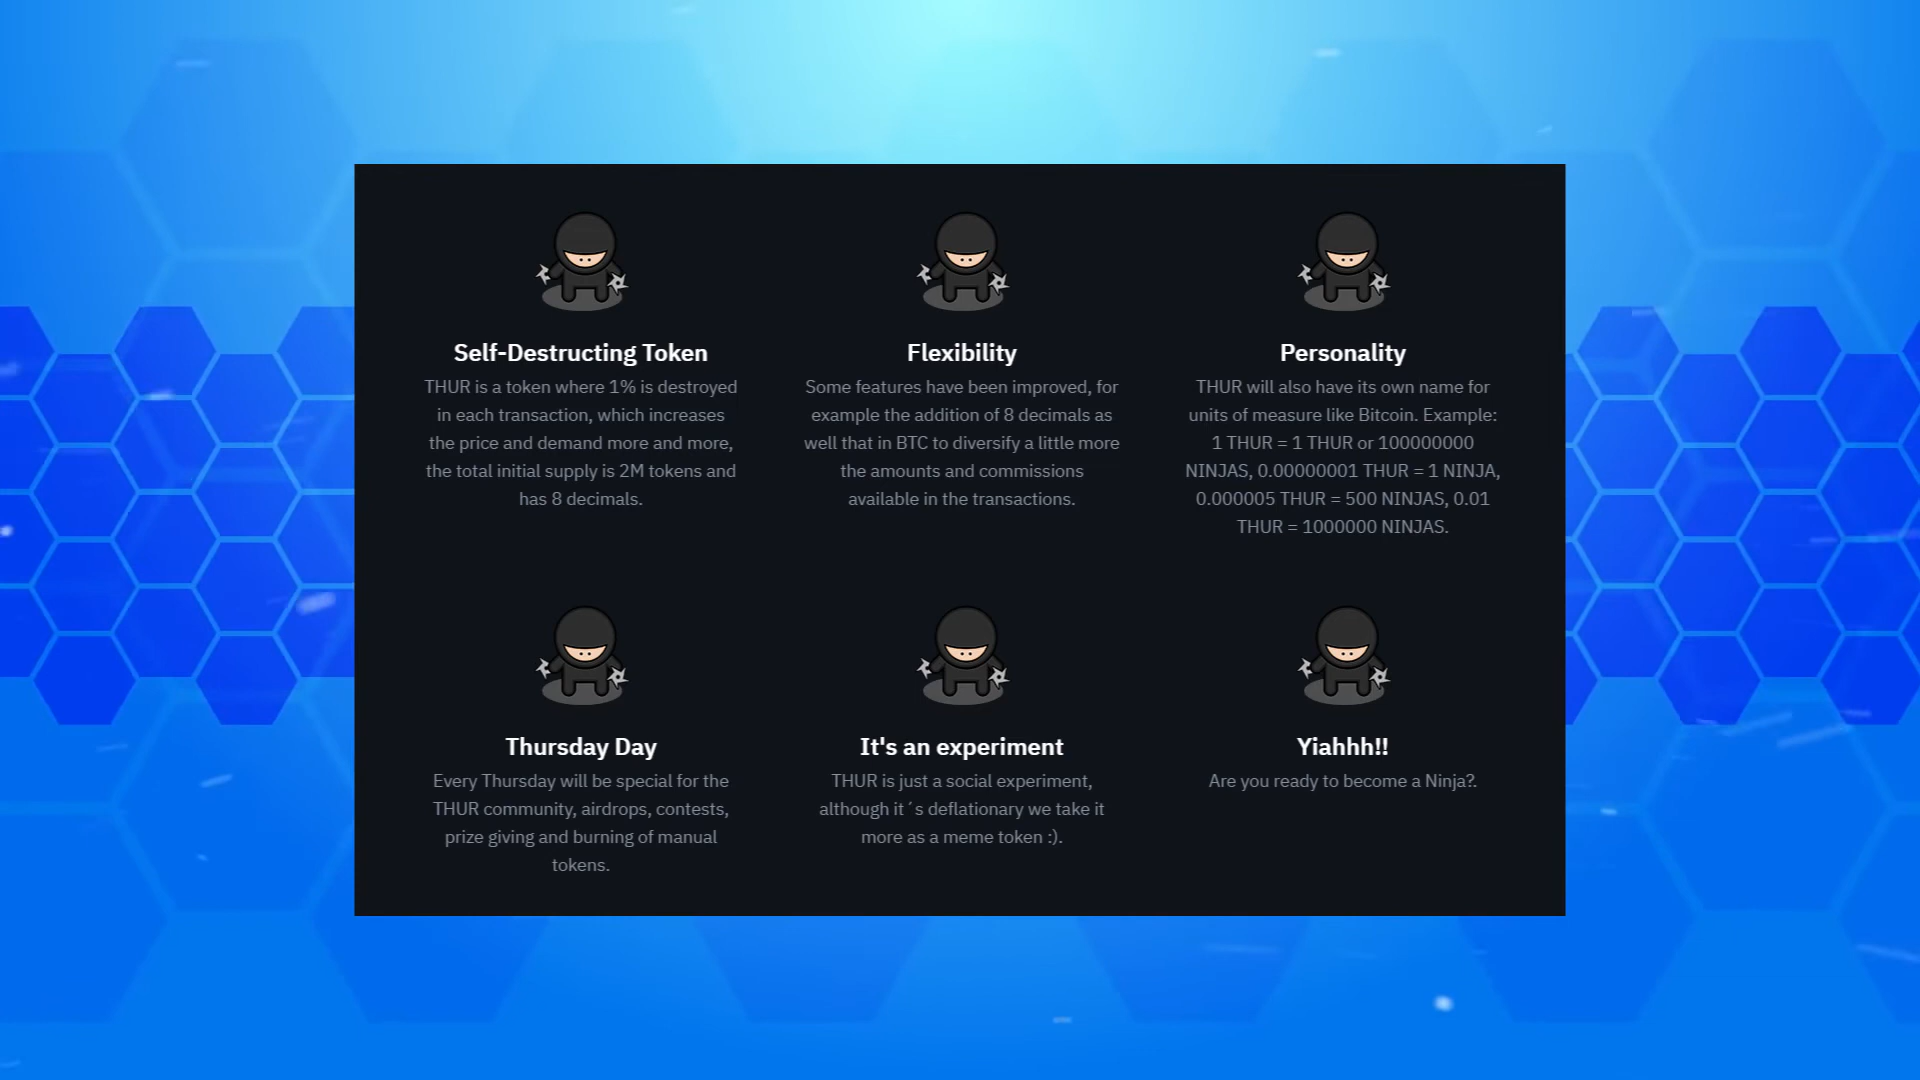 Self-Destructing Token
THUR is a token where 1% is destroyed
in each transaction, which increases
the price and demand more and more,
the total initial supply is 2M tokens and
has 8 decimals.
Flexibility
Some features have been improved, for
example the addition of 8 decimals as
well that in BTC to diversify a little more
the amounts and commissions
available in the transactions.
Personality
THUR will also have its own name for
units of measure like Bitcoin. Example:
1 THUR = 1 THUR or 100000000
NINJAS, 0.00000001 THUR = 1 NINJA,
0.000005 THUR = 500 NINJAS, 0.01
THUR = 1000000 NINJAS.
Thursday Day
Every Thursday will be special for the
THUR community, airdrops, contests,
prize giving and burning of manual
tokens.
It's an experiment
THUR is just a social experiment,
although it´s deflationary we take it
more as a meme token :).
Yiahhh!!
Are you ready to become a Ninja?.